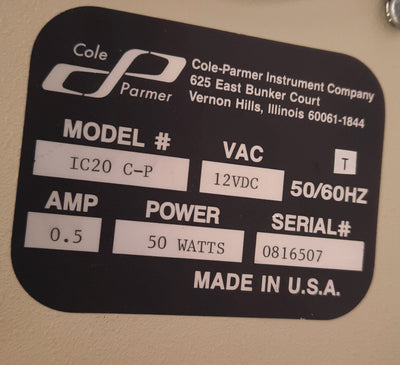 Cole
Parmer
Cole-Parmer Instrument Company
625 East Bunker Court
Vernon Hills, Illinois 60061-1844
MODEL #
IC20 C-P
VAC
12VDC
T
50/60HZ
AMP
0.5
POWER
50 WATTS
SERIAL#
0816507
MADE IN U.S.A.